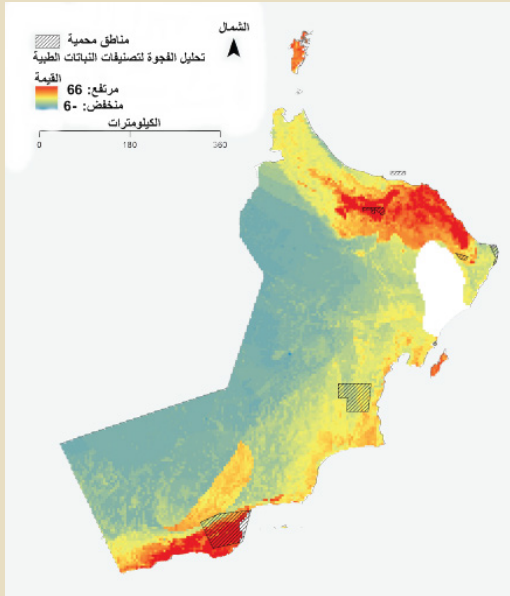 الشمال
مناطق محمية
تحليل الفجوة لتصنيفات النباتات الطبية
القيمة
مرتفع: 66
منخفض: -6
الكيلومترات
0 180 360